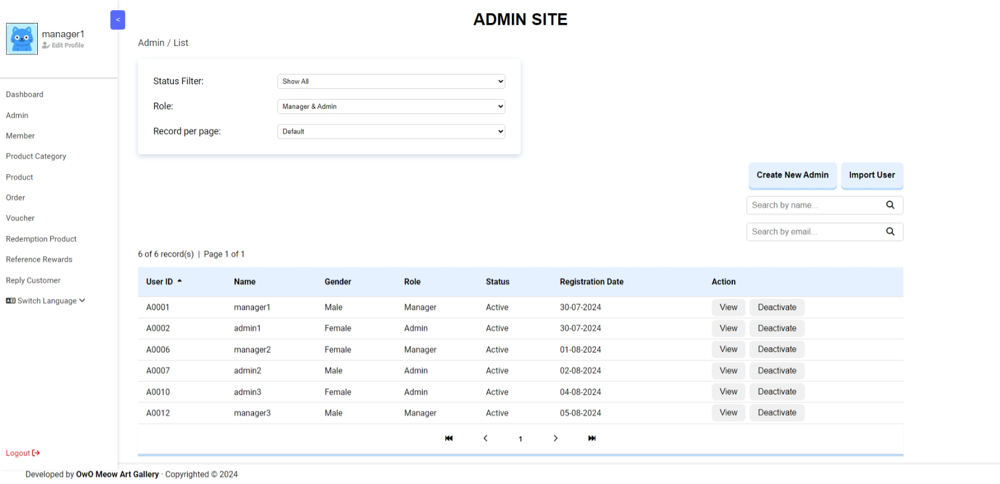 <
ADMIN SITE
manager1
Edit Profile
Admin / List
Status Filter: Show All
Role: Manager & Admin
Record per page: Default
Dashboard
Admin
Member
Product Category
Product
Order
Voucher
Redemption Product
Reference Rewards
Reply Customer
Switch Language
Logout
Create New Admin Import User
Search by name...
Search by email...
6 of 6 record(s) | Page 1 of 1
User ID Name Gender Role Status Registration Date Action
A0001 manager1 Male Manager Active 30-07-2024 View Deactivate
A0002 admin1 Female Admin Active 30-07-2024 View Deactivate
A0006 manager2 Female Manager Active 01-08-2024 View Deactivate
A0007 admin2 Male Admin Active 02-08-2024 View Deactivate
A0010 admin3 Female Admin Active 04-08-2024 View Deactivate
A0012 manager3 Male Manager Active 05-08-2024 View Deactivate
1
Developed by OwO Meow Art Gallery · Copyrighted © 2024